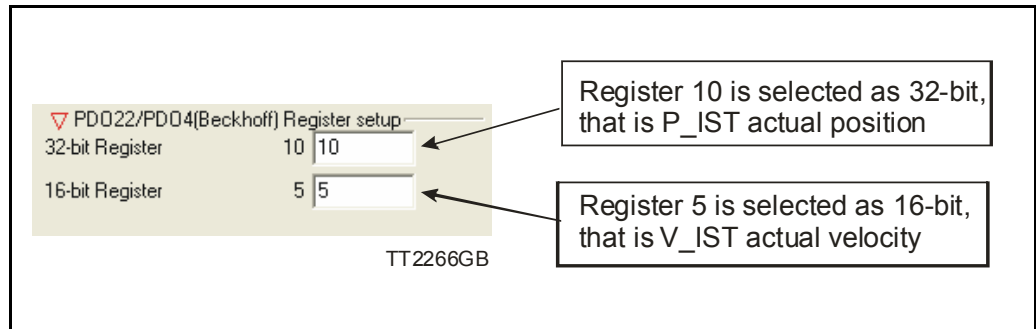 PDO22/PDO4(Beckhoff) Register setup
32-bit Register 10 10
16-bit Register 5 5
TT2266GB
Register 10 is selected as 32-bit,
that is P_IST actual position
Register 5 is selected as 16-bit,
that is V_IST actual velocity